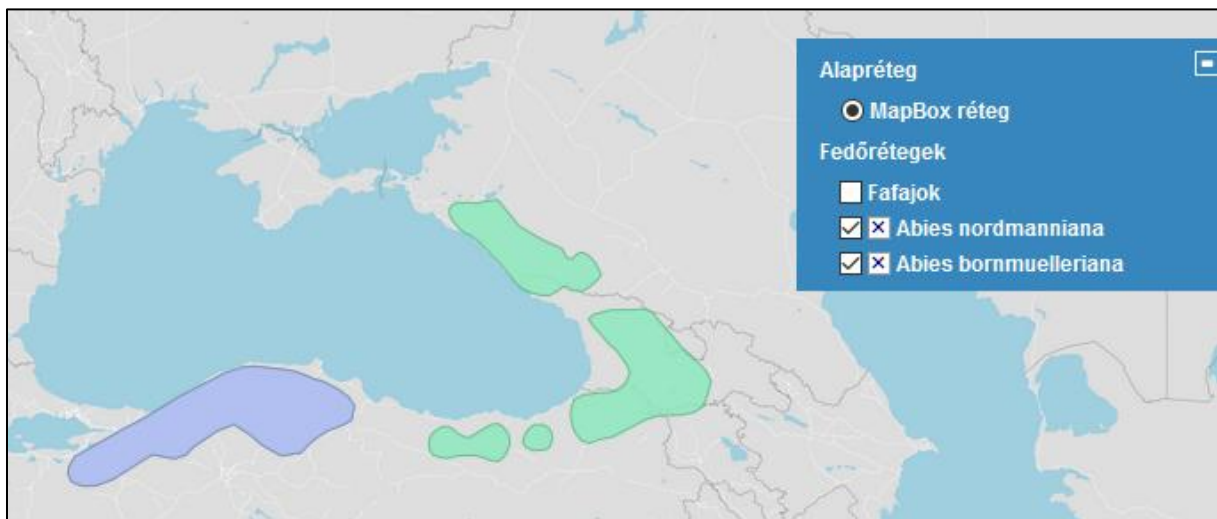 Alapréteg
MapBox réteg
Fedőrétegek
Fafajok
Abies nordmanniana
Abies bornmuelleriana